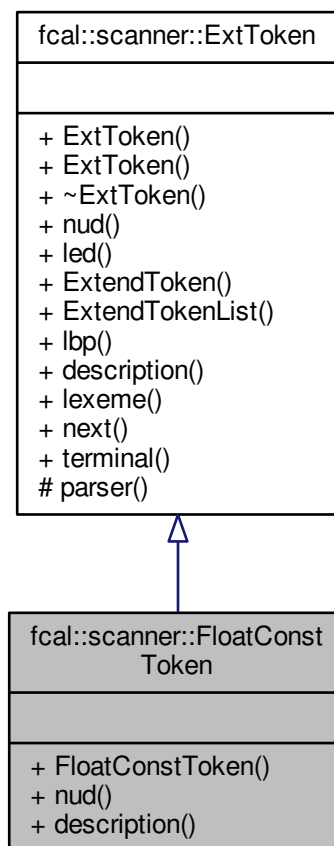 fcal::scanner::ExtToken
+ ExtToken()
+ ExtToken()
+ ~ExtToken()
+ nud()
+ led()
+ ExtendToken()
+ ExtendTokenList()
+ lbp()
+ description()
+ lexeme()
+ next()
+ terminal()
# parser()
fcal::scanner::FloatConst
Token
+ FloatConstToken()
+ nud()
+ description()